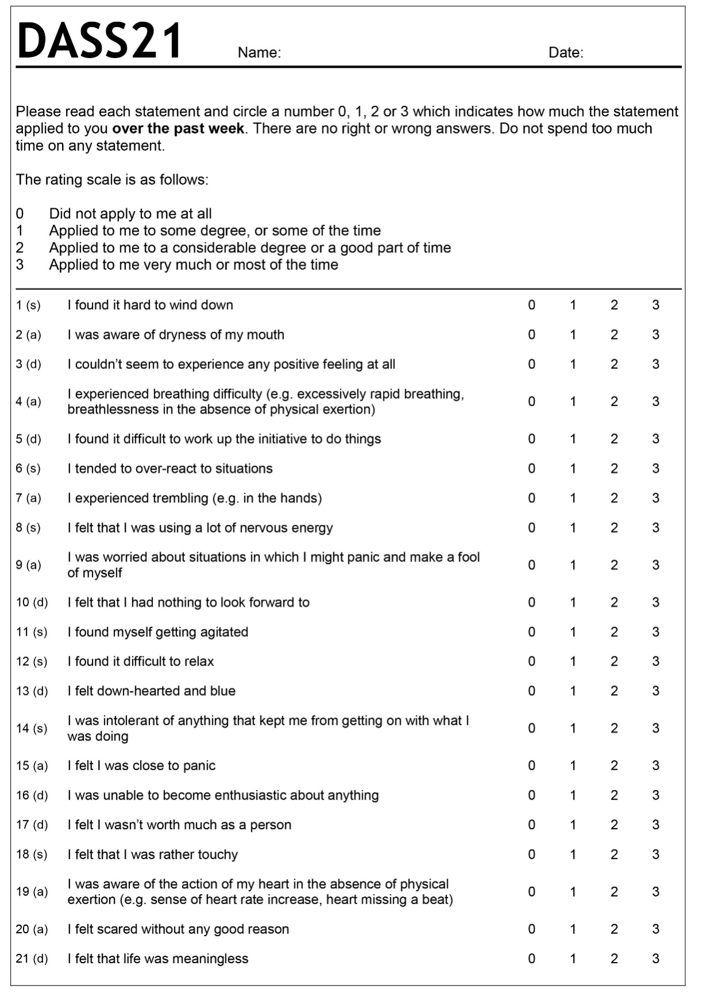 DASS21 Name: Date:
Please read each statement and circle a number 0, 1, 2 or 3 which indicates how much the statement
applied to you over the past week. There are no right or wrong answers. Do not spend too much
time on any statement.
The rating scale is as follows:
0 Did not apply to me at all
1 Applied to me to some degree, or some of the time
2 Applied to me to a considerable degree or a good part of time
3 Applied to me very much or most of the time
1 (s) I found it hard to wind down 0 1 2 3
2 (a) I was aware of dryness of my mouth 0 1 2 3
3 (d) I couldn’t seem to experience any positive feeling at all 0 1 2 3
4 (a) I experienced breathing difficulty (e.g. excessively rapid breathing,
breathlessness in the absence of physical exertion) 0 1 2 3
5 (d) I found it difficult to work up the initiative to do things 0 1 2 3
6 (s) I tended to over-react to situations 0 1 2 3
7 (a) I experienced trembling (e.g. in the hands) 0 1 2 3
8 (s) I felt that I was using a lot of nervous energy 0 1 2 3
9 (a) I was worried about situations in which I might panic and make a fool
of myself 0 1 2 3
10 (d) I felt that I had nothing to look forward to 0 1 2 3
11 (s) I found myself getting agitated 0 1 2 3
12 (s) I found it difficult to relax 0 1 2 3
13 (d) I felt down-hearted and blue 0 1 2 3
14 (s) I was intolerant of anything that kept me from getting on with what I
was doing 0 1 2 3
15 (a) I felt I was close to panic 0 1 2 3
16 (d) I was unable to become enthusiastic about anything 0 1 2 3
17 (d) I felt I wasn’t worth much as a person 0 1 2 3
18 (s) I felt that I was rather touchy 0 1 2 3
19 (a) I was aware of the action of my heart in the absence of physical
exertion (e.g. sense of heart rate increase, heart missing a beat) 0 1 2 3
20 (a) I felt scared without any good reason 0 1 2 3
21 (d) I felt that life was meaningless 0 1 2 3